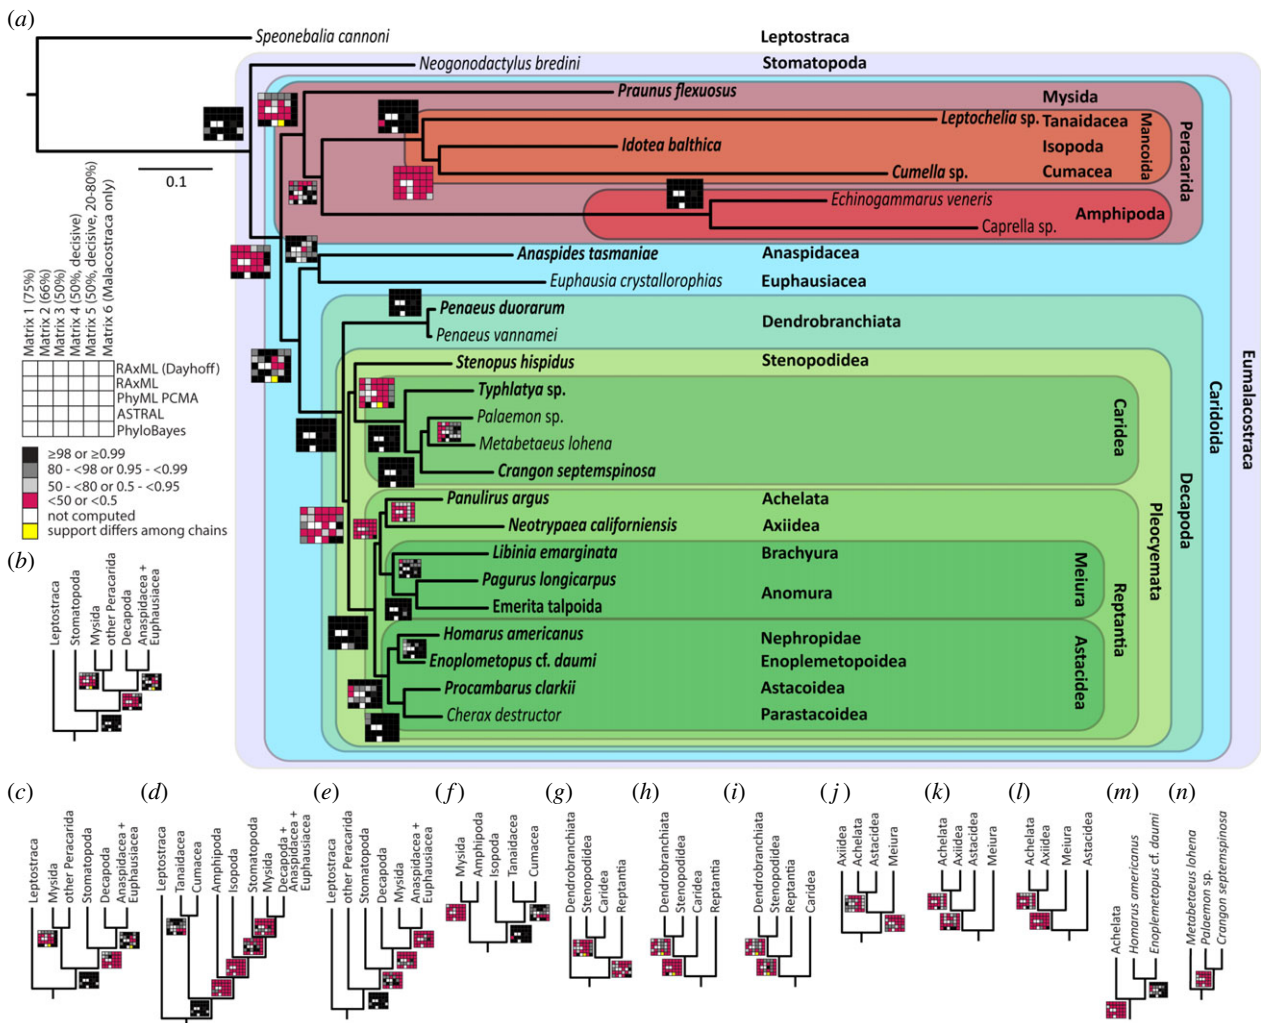 (a)
Speonebalia cannoni
Leptostraca
Neogonodactylus bredini
Stomatopoda
Praunus flexuosus
Mysida
Leptochelia sp.
Tanaidacea
Idotea balthica
Isopoda
Cumella sp.
Cumacea
Mancoida
Echinogammarus veneris
Caprella sp.
Amphipoda
Peracarida
0.1
Anaspides tasmaniae
Anaspidacea
Euphausia crystallorophias
Euphausiacea
Penaeus duorarum
Penaeus vannamei
Dendrobranchiata
Stenopus hispidus
Stenopodidea
Typhlatya sp.
Palaemon sp.
Metabetaeus lohena
Crangon septemspinosa
Caridea
Panulirus argus
Achelata
Neotrypaea californiensis
Axiidea
Libinia emarginata
Brachyura
Pagurus longicarpus
Emerita talpoida
Anomura
Meiura
Homarus americanus
Nephropidae
Enoplometopus cf. daumi
Enoplemetopoidea
Procambarus clarkii
Astacoidea
Cherax destructor
Parastacoidea
Astacidea
Reptantia
Pleocyemata
Decapoda
Caridoida
Eumalacostraca
Matrix 1 (75%)
Matrix 2 (66%)
Matrix 3 (50%)
Matrix 4 (50%, decisive)
Matrix 5 (50%, decisive, 20-80%)
Matrix 6 (Malacostraca only)
RAxML (Dayhoff)
RAxML
PhyML PCMA
ASTRAL
PhyloBayes
≥98 or ≥0.99
80 - <98 or 0.95 - <0.99
50 - <80 or 0.5 - <0.95
<50 or <0.5
not computed
support differs among chains
(b)
Leptostraca
Stomatopoda
Mysida
other Peracarida
Decapoda
Anaspidacea +
Euphausiacea
(c)
Leptostraca
Mysida
other Peracarida
Stomatopoda
Decapoda
Anaspidacea +
Euphausiacea
(d)
Leptostraca
Tanaidacea
Cumacea
Amphipoda
Isopoda
Stomatopoda
Mysida
Decapoda +
Anaspidacea +
Euphausiacea
(e)
Leptostraca
other Peracarida
Stomatopoda
Decapoda
Mysida
Anaspidacea +
Euphausiacea
(f)
Mysida
Amphipoda
Isopoda
Tanaidacea
Cumacea
(g)
Dendrobranchiata
Stenopodidea
Caridea
Reptantia
(h)
Dendrobranchiata
Stenopodidea
Caridea
Reptantia
(i)
Dendrobranchiata
Stenopodidea
Reptantia
Caridea
(j)
Axiidea
Achelata
Astacidea
Meiura
(k)
Achelata
Axiidea
Astacidea
Meiura
(l)
Achelata
Axiidea
Meiura
Astacidea
(m)
Achelata
Homarus americanus
Enoplemetopus cf. daumi
(n)
Metabetaeus lohena
Palaemon sp.
Crangon septemspinosa